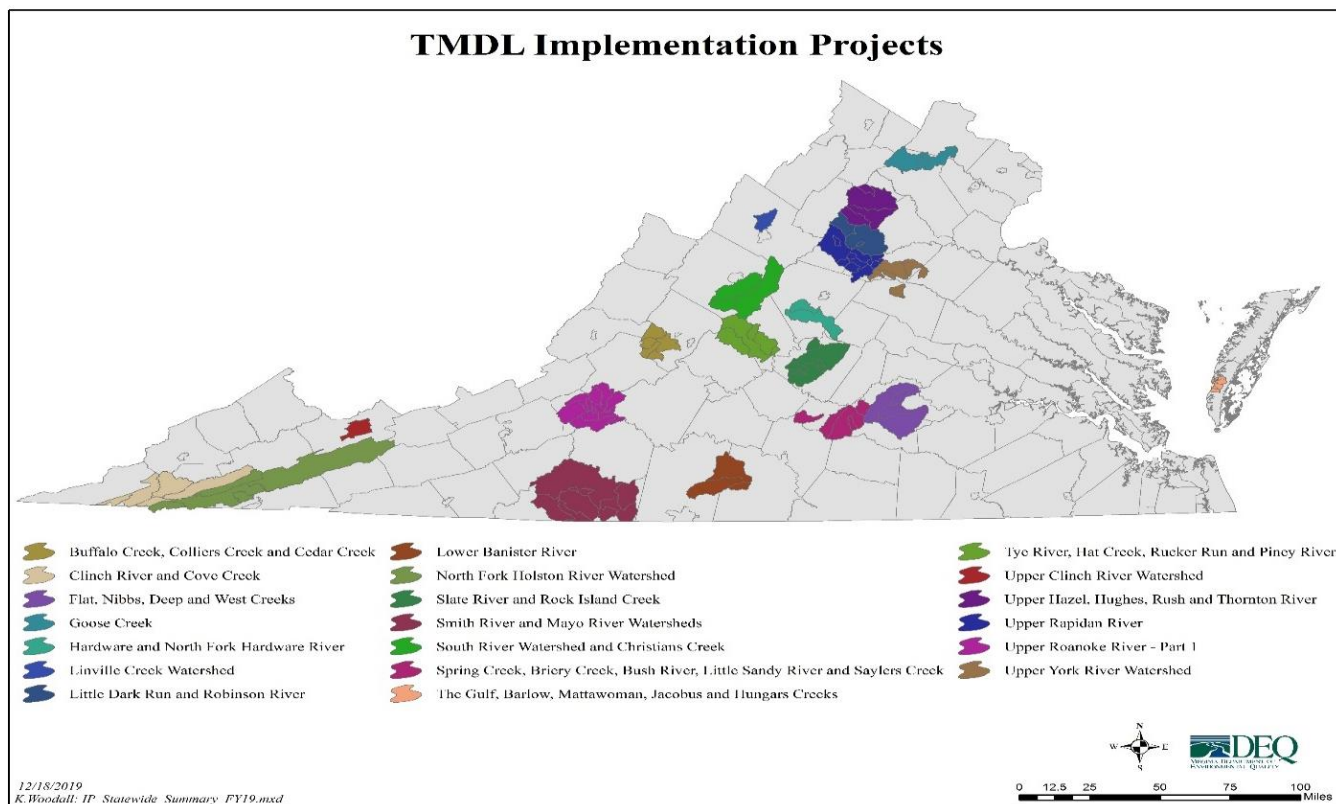 TMDL Implementation Projects
Buffalo Creek, Colliers Creek and Cedar Creek
Clinch River and Cove Creek
Flat, Nibbs, Deep and West Creeks
Goose Creek
Hardware and North Fork Hardware River
Linville Creek Watershed
Little Dark Run and Robinson River
Lower Banister River
North Fork Holston River Watershed
Slate River and Rock Island Creek
Smith River and Mayo River Watersheds
South River Watershed and Christians Creek
Spring Creek, Briery Creek, Bush River, Little Sandy River and Saylers Creek
The Gulf, Barlow, Mattawoman, Jacobus and Hungars Creeks
Tye River, Hat Creek, Rucker Run and Piney River
Upper Clinch River Watershed
Upper Hazel, Hughes, Rush and Thornton River
Upper Rapidan River
Upper Roanoke River - Part 1
Upper York River Watershed
N
W E
S
DEQ
VIRGINIA DEPARTMENT OF
ENVIRONMENTAL QUALITY
0 12.5 25 50 75 100
Miles
12/18/2019
K.Woodall: IP_Statewide_Summary_FY19.mxd